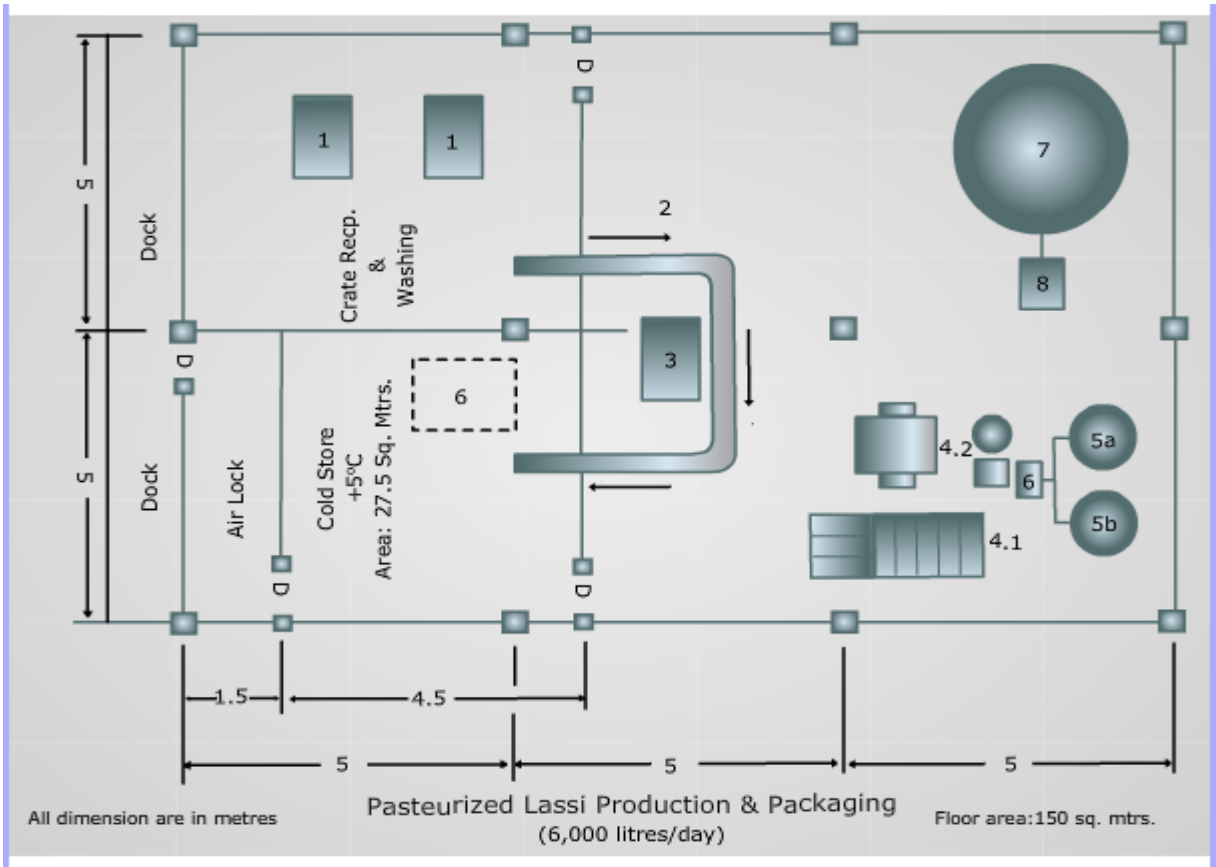 D
1
1
7
5
2
Dock
Crate Recp.
&
Washing
8
D
3
6
4.2
5a
5
Dock
Air Lock
Cold Store
+5ºC
Area: 27.5 Sq. Mtrs.
6
5b
4.1
D
D
1.5
4.5
5
5
5
All dimension are in metres
Pasteurized Lassi Production & Packaging
(6,000 litres/day)
Floor area:150 sq. mtrs.